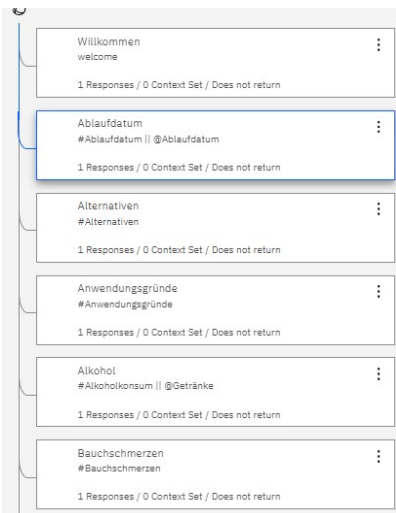 Willkommen
welcome
1 Responses / 0 Context Set / Does not return
Ablaufdatum
#Ablaufdatum || @Ablaufdatum
1 Responses / 0 Context Set / Does not return
Alternativen
#Alternativen
1 Responses / 0 Context Set / Does not return
Anwendungsgründe
#Anwendungsgründe
1 Responses / 0 Context Set / Does not return
Alkohol
#Alkoholkonsum || @Getränke
1 Responses / 0 Context Set / Does not return
Bauchschmerzen
#Bauchschmerzen
1 Responses / 0 Context Set / Does not return